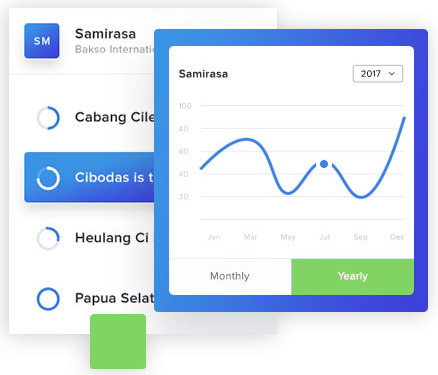 SM
Samirasa
Bakso Internatio
Cabang Cile
Cibodas is t
Heulang Ci
Papua Selat
Samirasa
2017
100
80
60
40
20
Jan Mar May Jul Sep Dec
Monthly Yearly